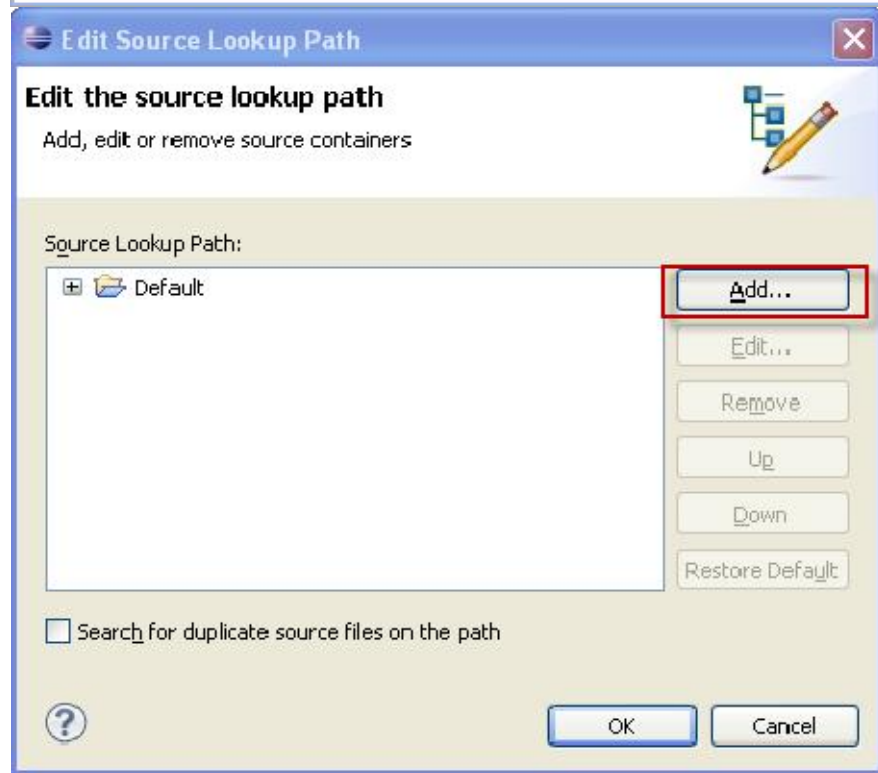 Edit Source Lookup Path
Edit the source lookup path
Add, edit or remove source containers
Source Lookup Path:
Default
Add...
Edit...
Remove
Up
Down
Restore Default
Search for duplicate source files on the path
?
OK
Cancel